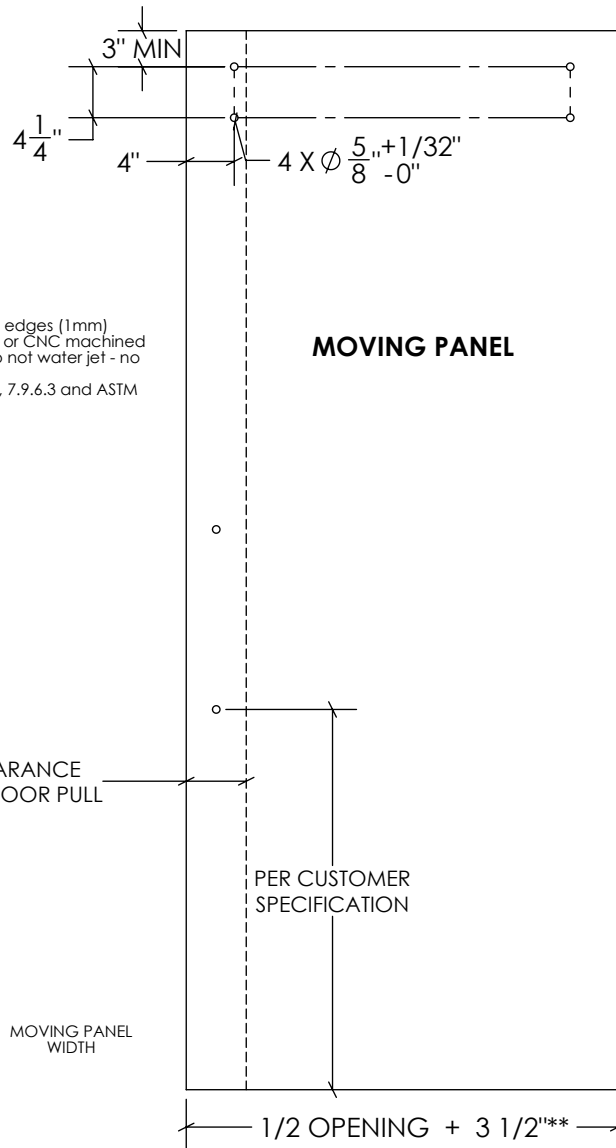 3" MIN
4 1/4"
4"
4 X Ø 5/8" +1/32" -0"
edges (1mm)
or CNC machined
not water jet - no
, 7.9.6.3 and ASTM
MOVING PANEL
OOR PULL
PER CUSTOMER
SPECIFICATION
MOVING PANEL
WIDTH
1/2 OPENING + 3 1/2"**